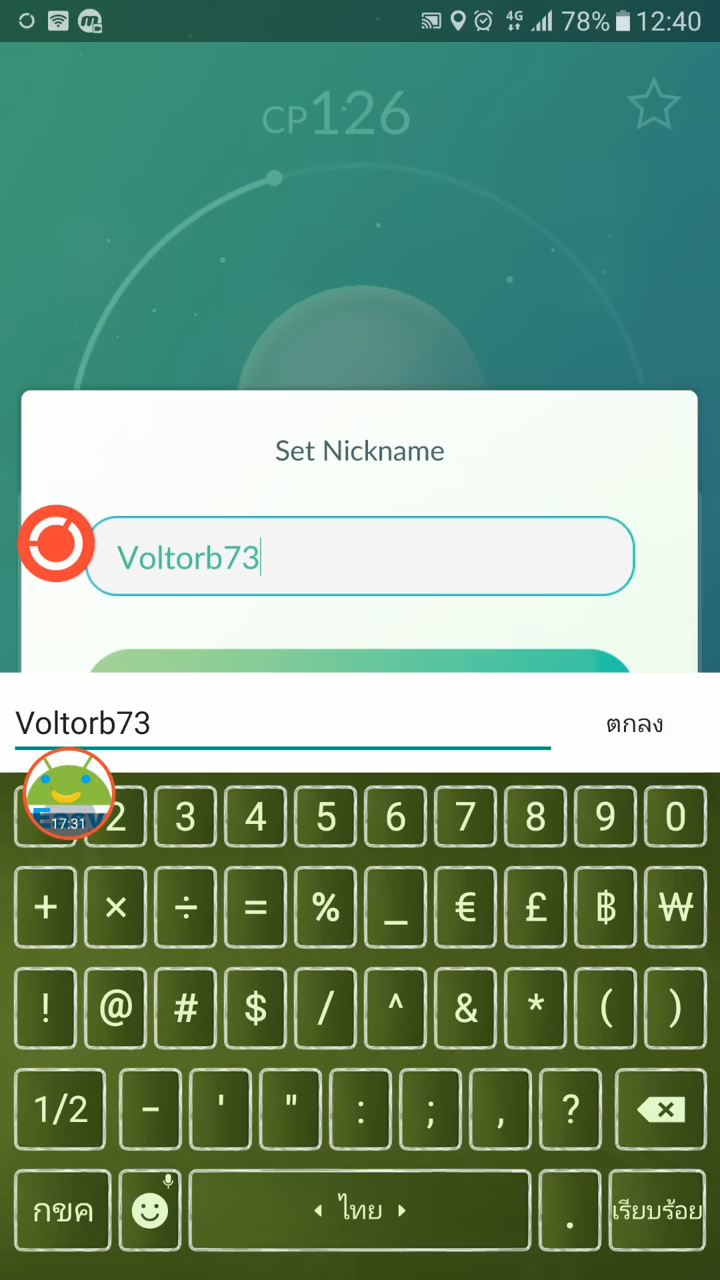 4G 78% 12:40
CP126
Set Nickname
Voltorb73
Voltorb73 ตกลง
17:31
2 3 4 5 6 7 8 9 0
+ × ÷ = % _ € £ ฿ ₩
! @ # $ / ^ & * ( )
1/2 - ' " : ; , ?
กขค ไทย . เรียบร้อย